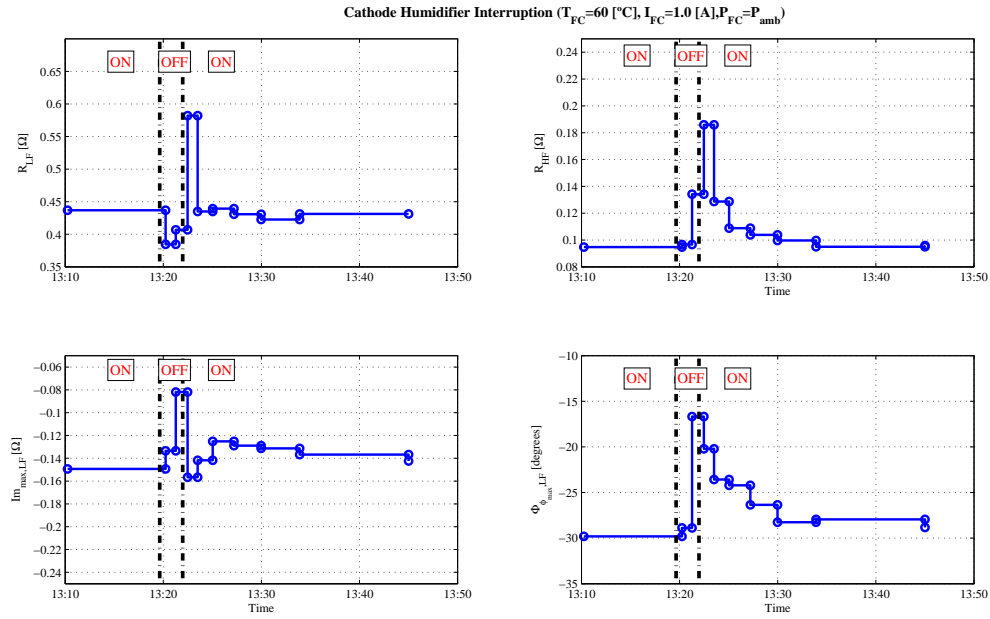 Cathode Humidifier Interruption (T_FC=60 [ºC], I_FC=1.0 [A],P_FC=P_amb)
ON OFF ON
0.65
0.6
0.55
0.5
0.45
0.4
0.35
R_LF [Ω]
13:10 13:20 13:30 13:40 13:50
ON OFF ON
0.24
0.22
0.2
0.18
0.16
0.14
0.12
0.1
0.08
R_HF [Ω]
13:10 13:20 13:30 13:40 13:50
Time
ON OFF ON
−0.06
−0.08
−0.1
−0.12
−0.14
−0.16
−0.18
−0.2
−0.22
−0.24
Im_max,LF [Ω]
13:10 13:20 13:30 13:40 13:50
Time
ON OFF ON
−10
−15
−20
−25
−30
−35
Φ_ϕ_max,LF [degrees]
13:10 13:20 13:30 13:40 13:50
Time